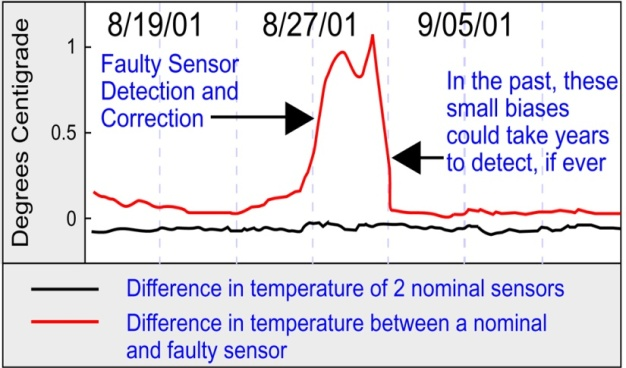 8/19/01 8/27/01 9/05/01
Degrees Centigrade
1
0.5
0
Faulty Sensor
Detection and
Correction
In the past, these
small biases
could take years
to detect, if ever
Difference in temperature of 2 nominal sensors
Difference in temperature between a nominal
and faulty sensor